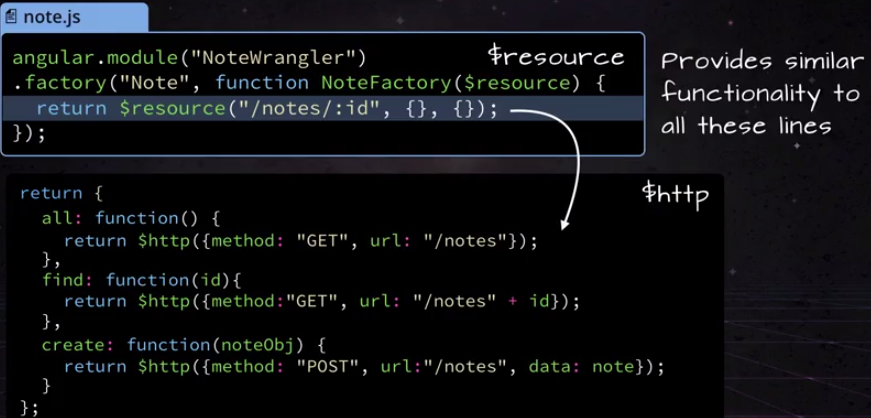 note.js
angular.module("NoteWrangler")
$resource
.factory("Note", function NoteFactory($resource) {
return $resource("/notes/:id", {}, {});
});
Provides similar
functionality to
all these lines
$http
return {
all: function() {
return $http({method: "GET", url: "/notes"});
},
find: function(id){
return $http({method:"GET", url: "/notes" + id});
},
create: function(noteObj) {
return $http({method: "POST", url:"/notes", data: note});
}
};